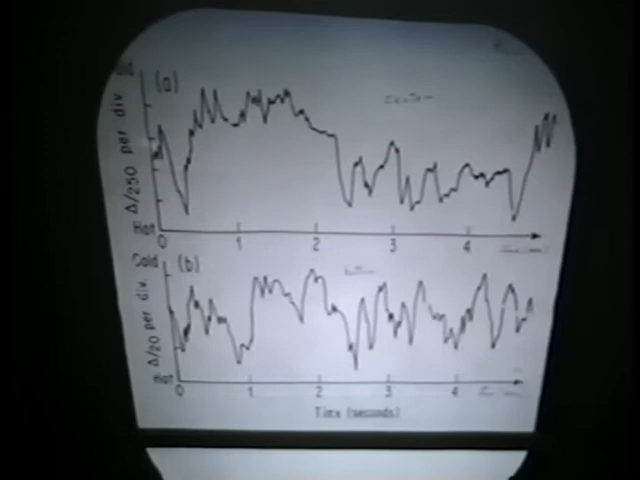 Cold
(a)
Δ/250 per div
Hot
0 1 2 3 4
Cold
(b)
Δ/20 per div.
Hot
0 1 2 3 4
Time (seconds)